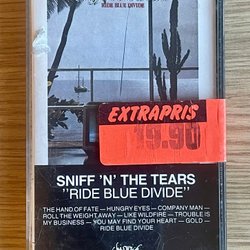 RIDE BLUE DIVIDE
EXTRAPRIS
19.90
SNIFF 'N' THE TEARS
"RIDE BLUE DIVIDE"
THE HAND OF FATE — HUNGRY EYES — COMPANY MAN —
ROLL THE WEIGHT AWAY — LIKE WILDFIRE — TROUBLE IS
MY BUSINESS — YOU MAY FIND YOUR HEART — GOLD —
RIDE BLUE DIVIDE